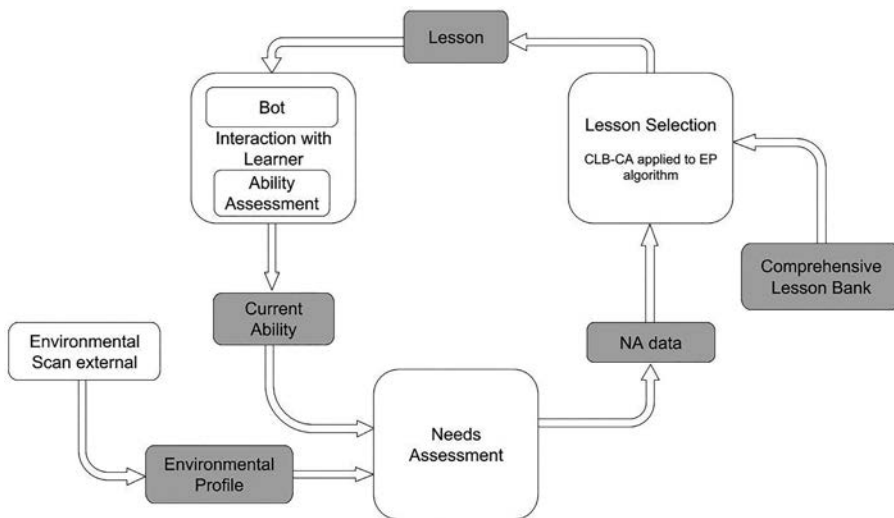 Lesson
Bot
Interaction with
Learner
Ability
Assessment
Lesson Selection
CLB-CA applied to EP
algorithm
Comprehensive
Lesson Bank
Current
Ability
Environmental
Scan external
NA data
Needs
Assessment
Environmental
Profile